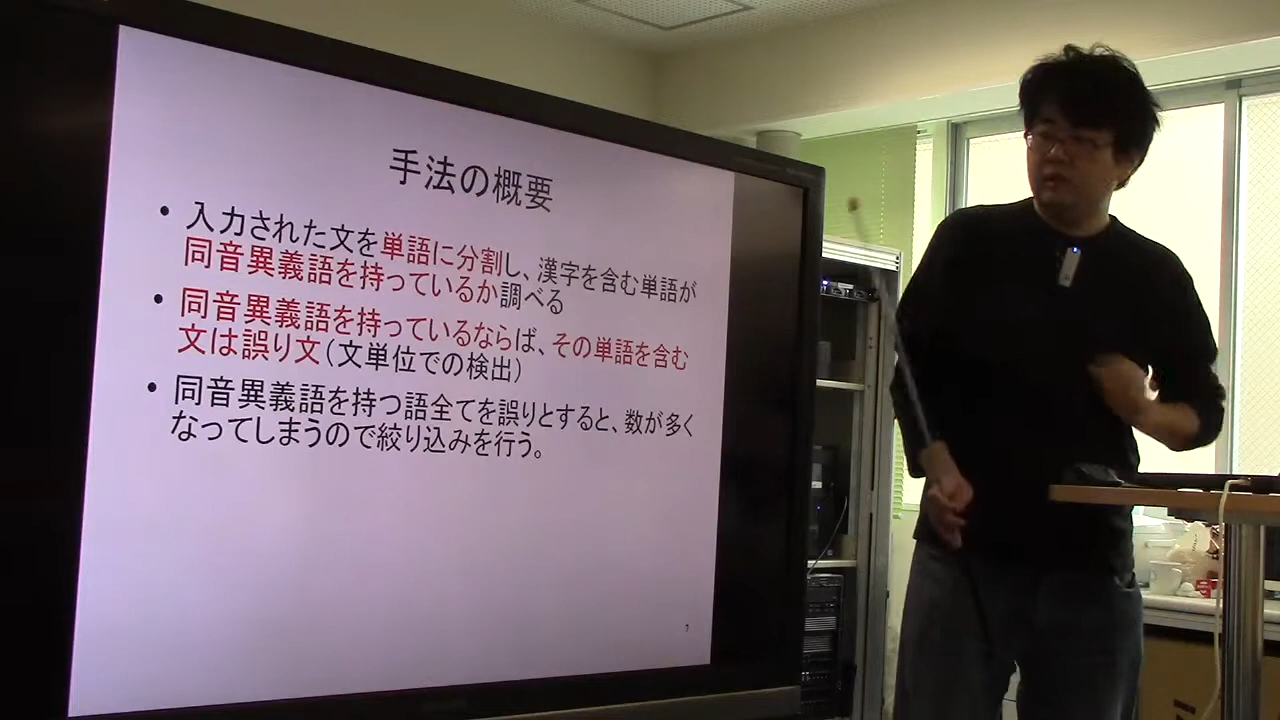 手法の概要
• 入力された文を単語に分割し、漢字を含む単語が
同音異義語を持っているか調べる
• 同音異義語を持っているならば、その単語を含む
文は誤り文(文単位での検出)
• 同音異義語を持つ語全てを誤りとすると、数が多く
なってしまうので絞り込みを行う。
7